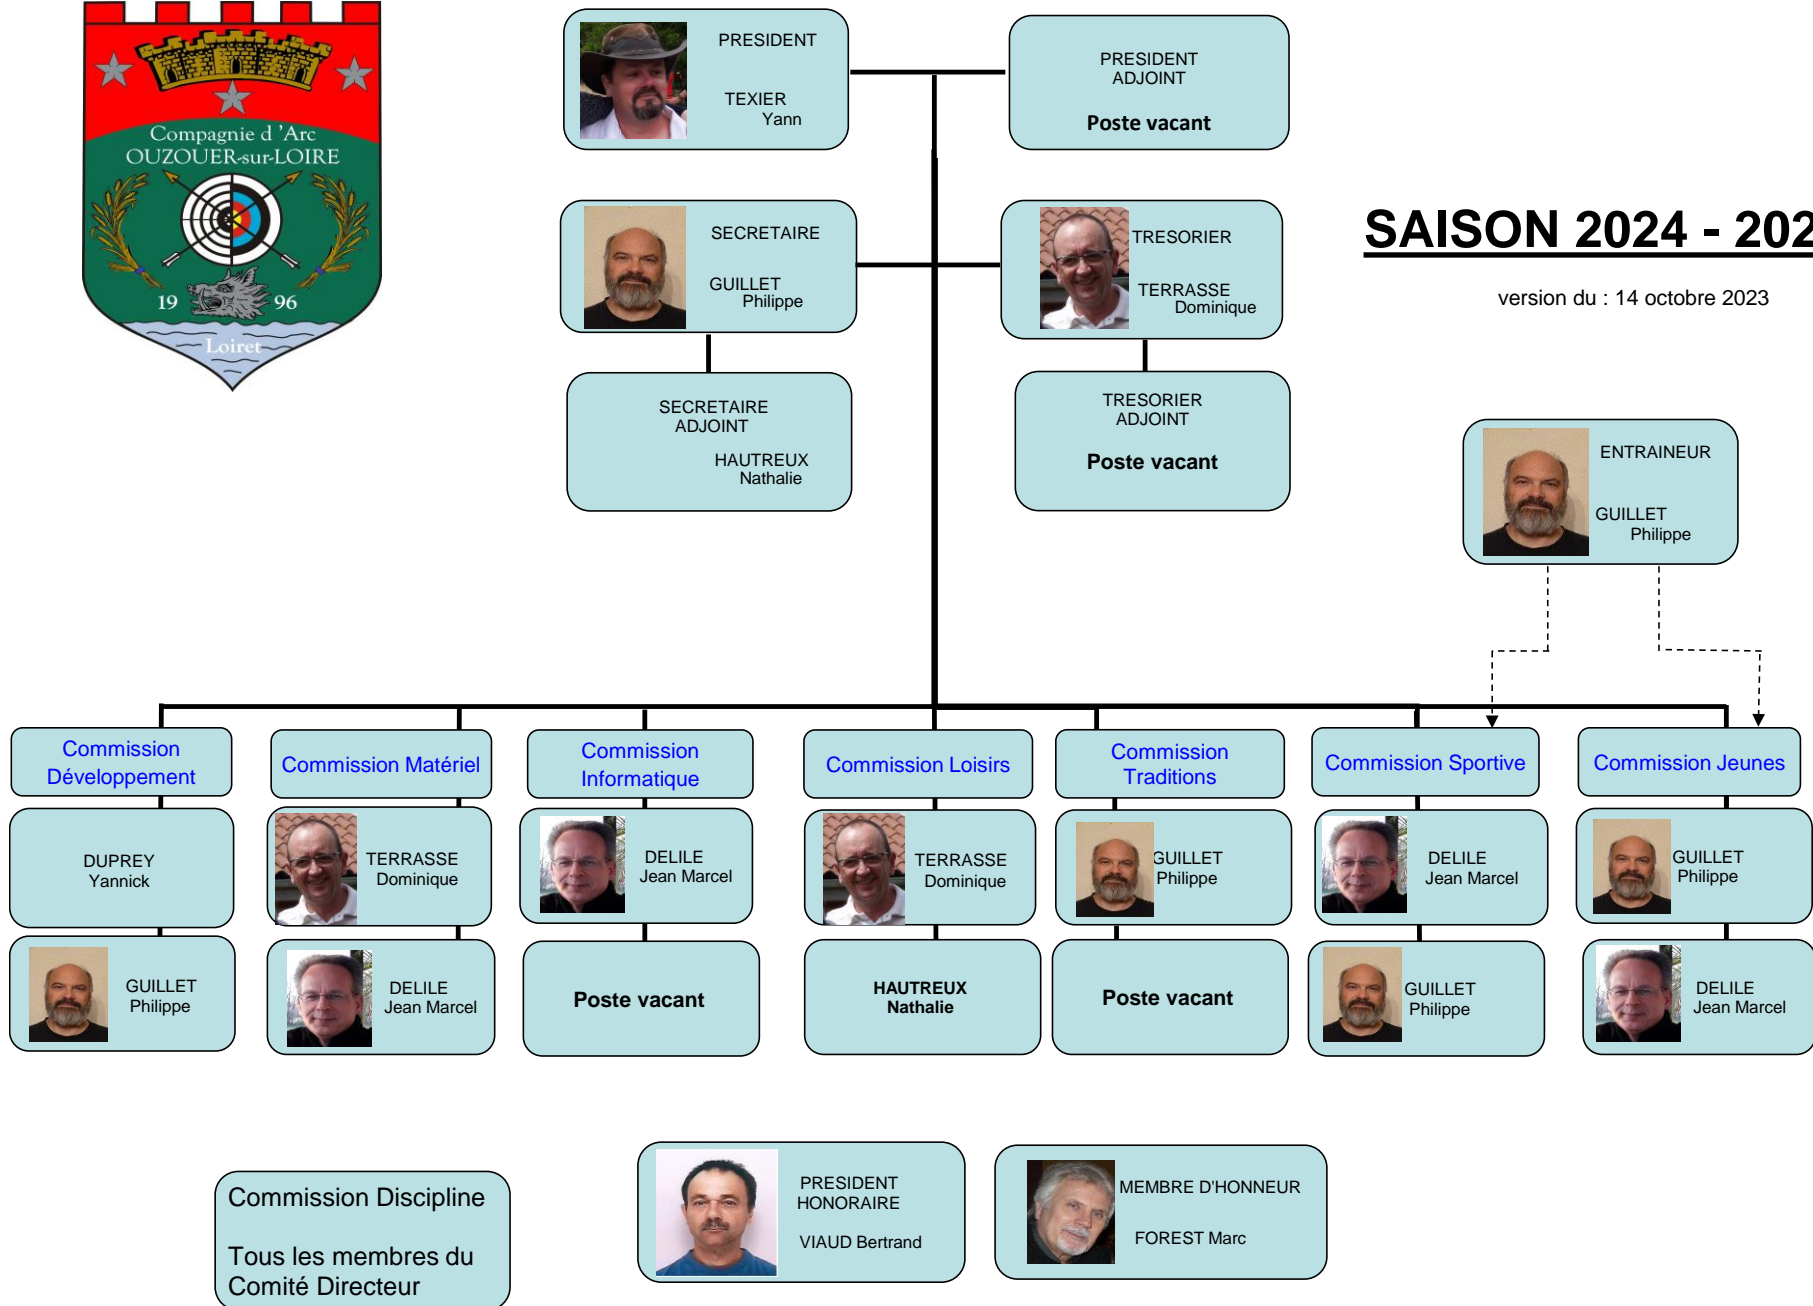 Compagnie d 'Arc
OUZOUER-sur-LOIRE
19 96
Loiret
PRESIDENT
TEXIER
Yann
PRESIDENT
ADJOINT
Poste vacant
SECRETAIRE
GUILLET
Philippe
TRESORIER
TERRASSE
Dominique
SAISON 2024 - 202
version du : 14 octobre 2023
SECRETAIRE
ADJOINT
HAUTREUX
Nathalie
TRESORIER
ADJOINT
Poste vacant
ENTRAINEUR
GUILLET
Philippe
Commission
Développement
Commission Matériel
Commission
Informatique
Commission Loisirs
Commission
Traditions
Commission Sportive
Commission Jeunes
DUPREY
Yannick
TERRASSE
Dominique
DELILE
Jean Marcel
TERRASSE
Dominique
GUILLET
Philippe
DELILE
Jean Marcel
GUILLET
Philippe
GUILLET
Philippe
DELILE
Jean Marcel
Poste vacant
HAUTREUX
Nathalie
Poste vacant
GUILLET
Philippe
DELILE
Jean Marcel
Commission Discipline
Tous les membres du
Comité Directeur
PRESIDENT
HONORAIRE
VIAUD Bertrand
MEMBRE D'HONNEUR
FOREST Marc